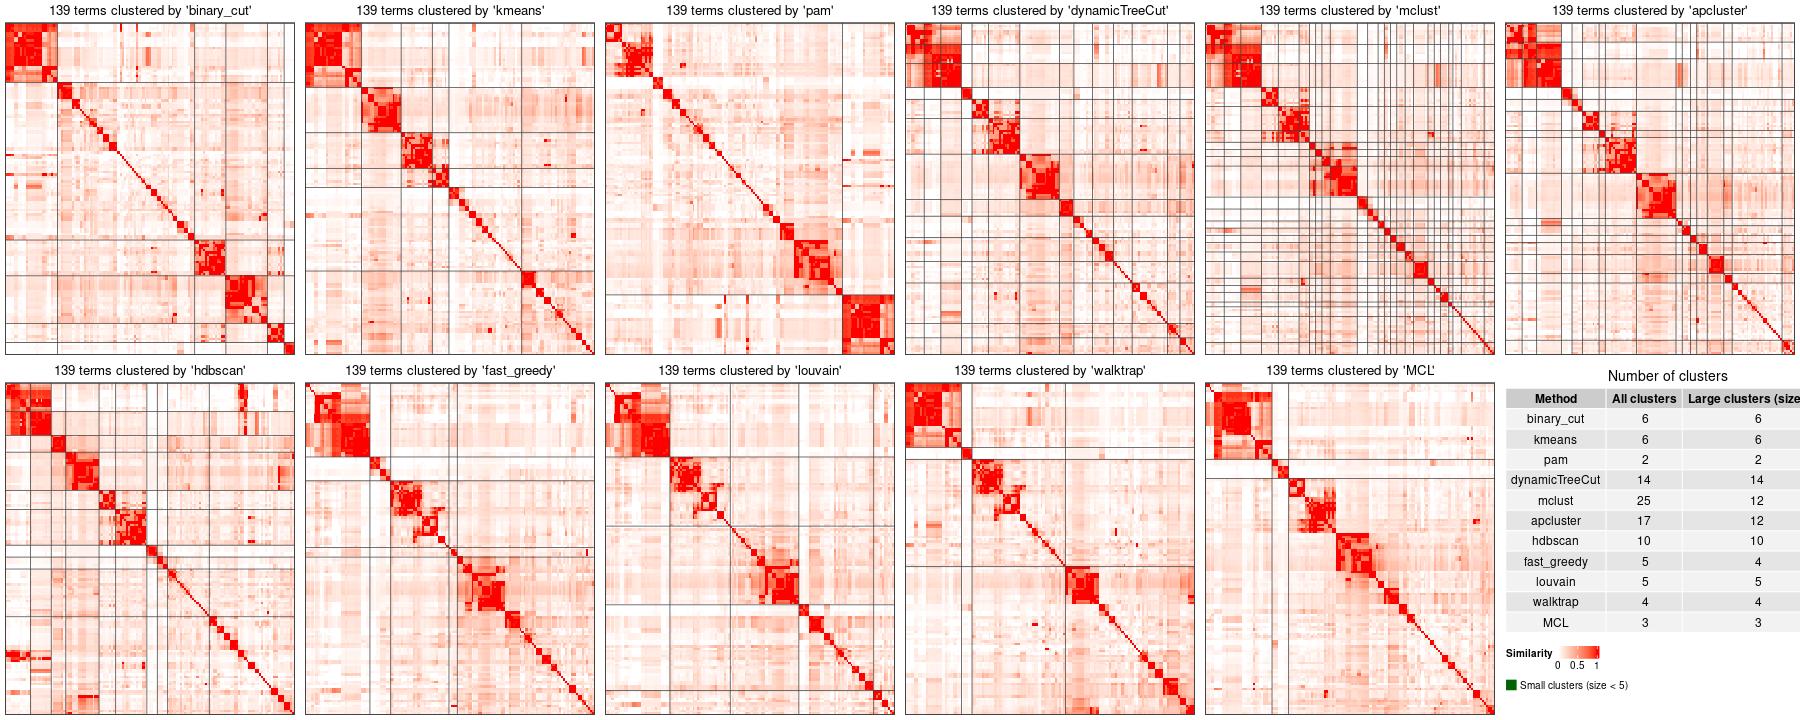 139 terms clustered by 'binary_cut'
139 terms clustered by 'kmeans'
139 terms clustered by 'pam'
139 terms clustered by 'dynamicTreeCut'
139 terms clustered by 'mclust'
139 terms clustered by 'apcluster'
139 terms clustered by 'hdbscan'
139 terms clustered by 'fast_greedy'
139 terms clustered by 'louvain'
139 terms clustered by 'walktrap'
139 terms clustered by 'MCL'
Number of clusters
Method All clusters Large clusters (size
binary_cut 6 6
kmeans 6 6
pam 2 2
dynamicTreeCut 14 14
mclust 25 12
apcluster 17 12
hdbscan 10 10
fast_greedy 5 4
louvain 5 5
walktrap 4 4
MCL 3 3
Similarity
0 0.5 1
Small clusters (size < 5)